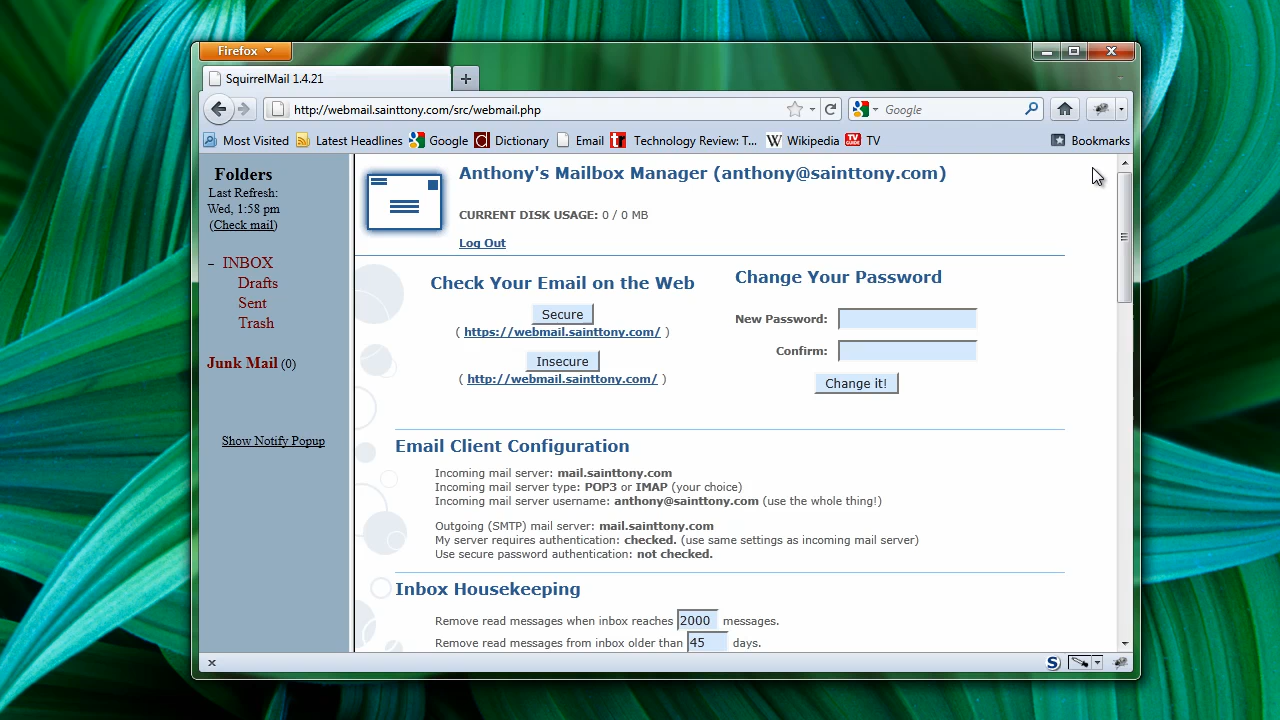 Firefox
SquirrelMail 1.4.21
http://webmail.sainttony.com/src/webmail.php
Google
Most Visited
Latest Headlines
Google
Dictionary
Email
Technology Review: T...
Wikipedia
TV
Bookmarks
Folders
Last Refresh:
Wed, 1:58 pm
(Check mail)
– INBOX
Drafts
Sent
Trash
Junk Mail (0)
Show Notify Popup
Anthony's Mailbox Manager (anthony@sainttony.com)
CURRENT DISK USAGE: 0 / 0 MB
Log Out
Check Your Email on the Web
Secure
( https://webmail.sainttony.com/ )
Insecure
( http://webmail.sainttony.com/ )
Change Your Password
New Password:
Confirm:
Change it!
Email Client Configuration
Incoming mail server: mail.sainttony.com
Incoming mail server type: POP3 or IMAP (your choice)
Incoming mail server username: anthony@sainttony.com (use the whole thing!)
Outgoing (SMTP) mail server: mail.sainttony.com
My server requires authentication: checked. (use same settings as incoming mail server)
Use secure password authentication: not checked.
Inbox Housekeeping
Remove read messages when inbox reaches 2000 messages.
Remove read messages from inbox older than 45 days.
x
S